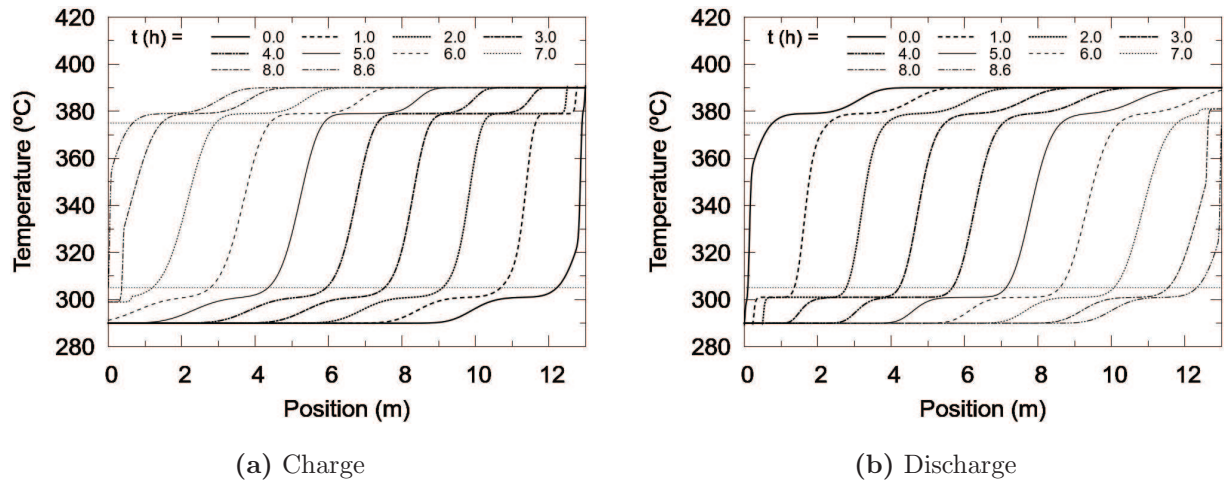 t (h) = 0.0 1.0 2.0 3.0
4.0 5.0 6.0 7.0
8.0 8.6
420
400
380
360
340
320
300
280
Temperature (ºC)
0 2 4 6 8 10 12
Position (m)
(a) Charge
t (h) = 0.0 1.0 2.0 3.0
4.0 5.0 6.0 7.0
8.0 8.6
420
400
380
360
340
320
300
280
Temperature (ºC)
0 2 4 6 8 10 12
Position (m)
(b) Discharge